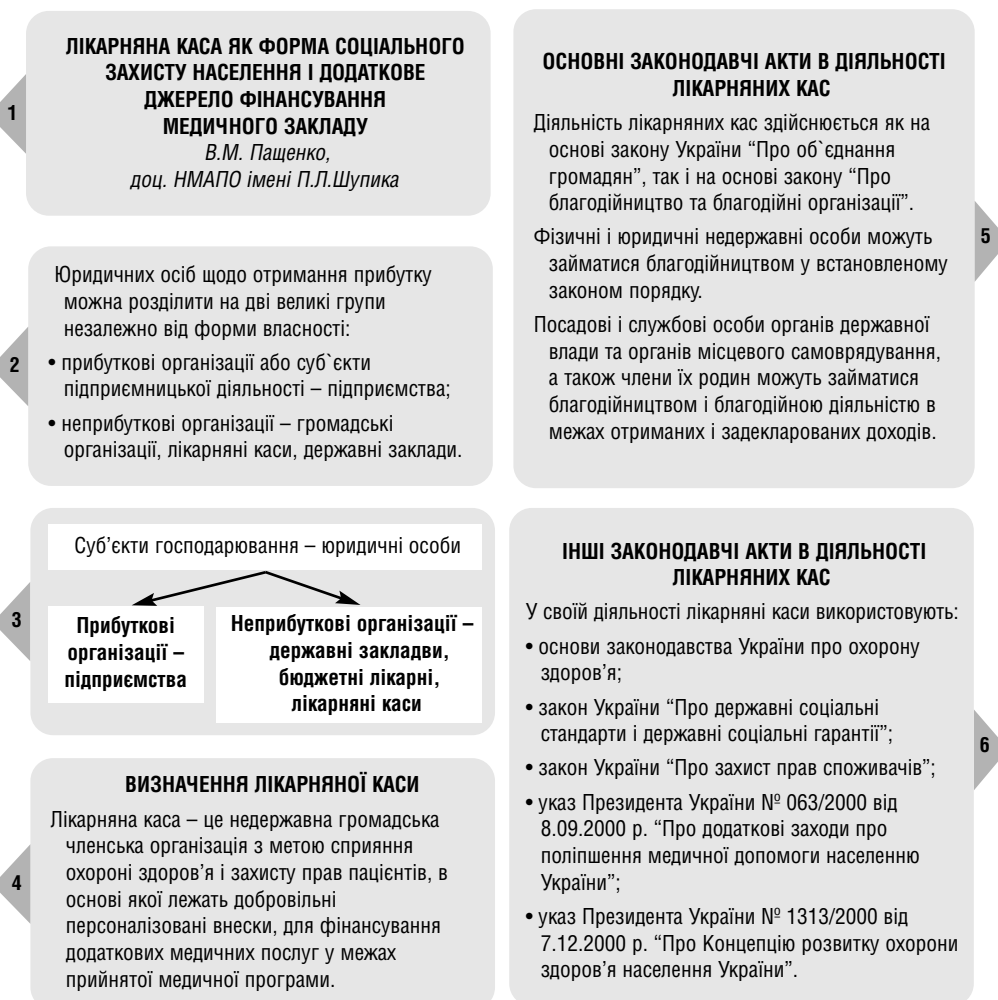 1
ЛІКАРНЯНА КАСА ЯК ФОРМА СОЦІАЛЬНОГО
ЗАХИСТУ НАСЕЛЕННЯ І ДОДАТКОВЕ
ДЖЕРЕЛО ФІНАНСУВАННЯ
МЕДИЧНОГО ЗАКЛАДУ
В.М. Пащенко,
доц. НМАПО імені П.Л.Шупика
2
Юридичних осіб щодо отримання прибутку
можна розділити на дві великі групи
незалежно від форми власності:
• прибуткові організації або суб`єкти
підприємницької діяльності – підприємства;
• неприбуткові організації – громадські
організації, лікарняні каси, державні заклади.
3
Суб’єкти господарювання – юридичні особи
Прибуткові
організації –
підприємства
Неприбуткові організації –
державні закладви,
бюджетні лікарні,
лікарняні каси
4
ВИЗНАЧЕННЯ ЛІКАРНЯНОЇ КАСИ
Лікарняна каса – це недержавна громадська
членська організація з метою сприяння
охороні здоров’я і захисту прав пацієнтів, в
основі якої лежать добровільні
персоналізовані внески, для фінансування
додаткових медичних послуг у межах
прийнятої медичної програми.
5
ОСНОВНІ ЗАКОНОДАВЧІ АКТИ В ДІЯЛЬНОСТІ
ЛІКАРНЯНИХ КАС
Діяльність лікарняних кас здійснюється як на
основі закону України “Про об`єднання
громадян”, так і на основі закону “Про
благодійництво та благодійні організації”.
Фізичні і юридичні недержавні особи можуть
займатися благодійництвом у встановленому
законом порядку.
Посадові і службові особи органів державної
влади та органів місцевого самоврядування,
а також члени їх родин можуть займатися
благодійництвом і благодійною діяльністю в
межах отриманих і задекларованих доходів.
6
ІНШІ ЗАКОНОДАВЧІ АКТИ В ДІЯЛЬНОСТІ
ЛІКАРНЯНИХ КАС
У своїй діяльності лікарняні каси використовують:
• основи законодавства України про охорону
здоров’я;
• закон України “Про державні соціальні
стандарти і державні соціальні гарантії”;
• закон України “Про захист прав споживачів”;
• указ Президента України № 063/2000 від
8.09.2000 р. “Про додаткові заходи про
поліпшення медичної допомоги населенню
України”;
• указ Президента України № 1313/2000 від
7.12.2000 р. “Про Концепцію розвитку охорони
здоров’я населення України”.